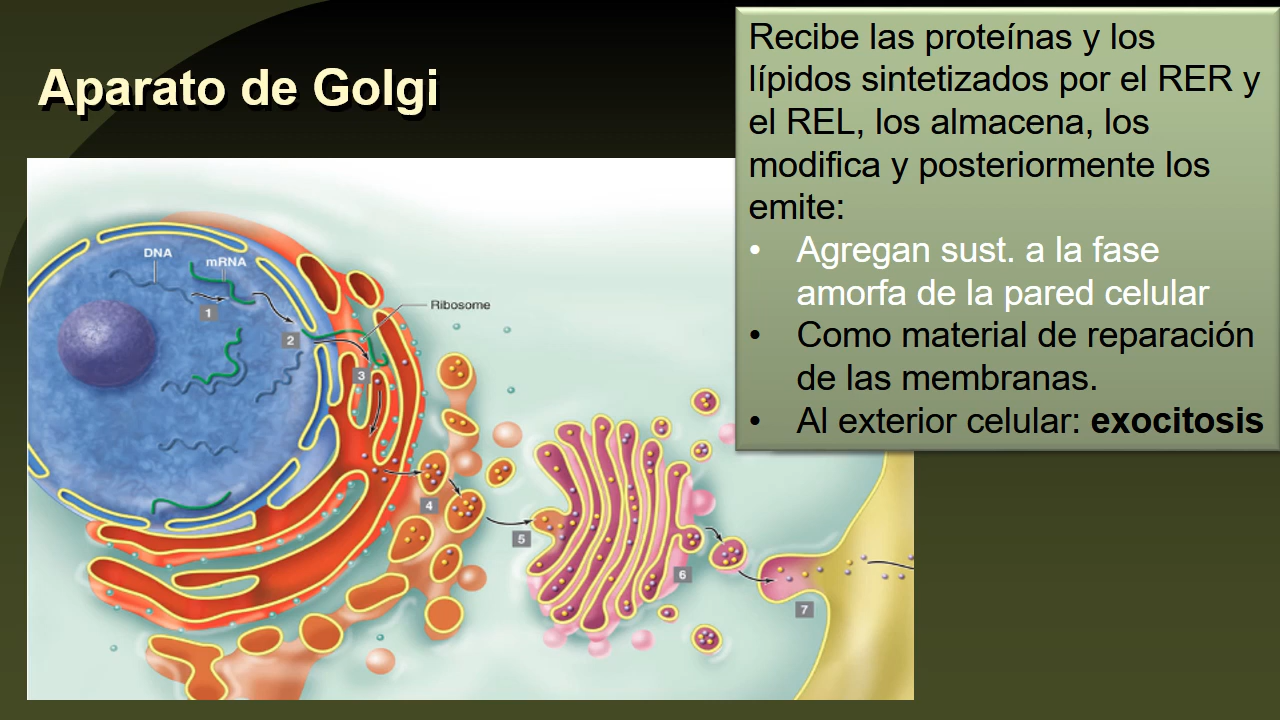 Aparato de Golgi
Recibe las proteínas y los
lípidos sintetizados por el RER y
el REL, los almacena, los
modifica y posteriormente los
emite:
• Agregan sust. a la fase
amorfa de la pared celular
• Como material de reparación
de las membranas.
• Al exterior celular: exocitosis
DNA
mRNA
Ribosome
1
2
3
4
5
6
7